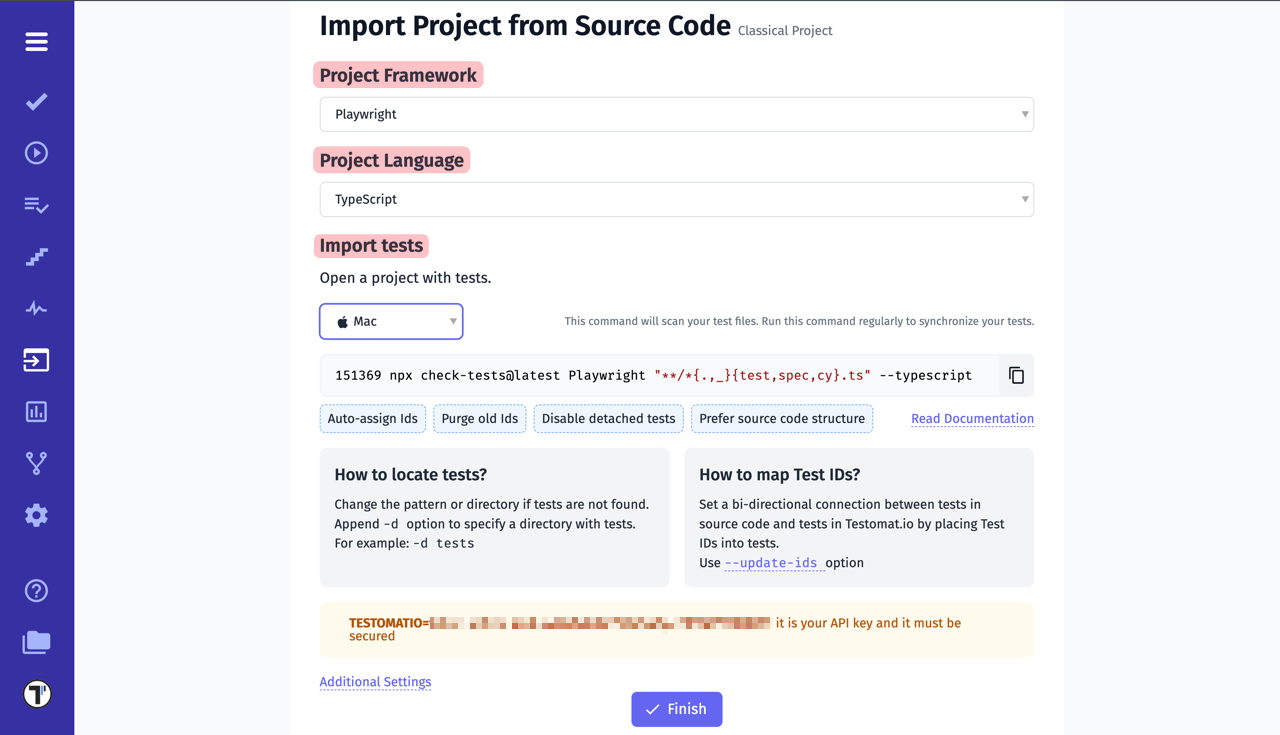 Import Project from Source Code Classical Project
Project Framework
Playwright
Project Language
TypeScript
Import tests
Open a project with tests.
Mac
This command will scan your test files. Run this command regularly to synchronize your tests.
151369 npx check-tests@latest Playwright "**/*{.,_}{test,spec,cy}.ts" --typescript
Auto-assign Ids Purge old Ids Disable detached tests Prefer source code structure Read Documentation
How to locate tests?
Change the pattern or directory if tests are not found.
Append -d option to specify a directory with tests.
For example: -d tests
How to map Test IDs?
Set a bi-directional connection between tests in
source code and tests in Testomat.io by placing Test
IDs into tests.
Use --update-ids option
TESTOMATIO= it is your API key and it must be
secured
Additional Settings
Finish